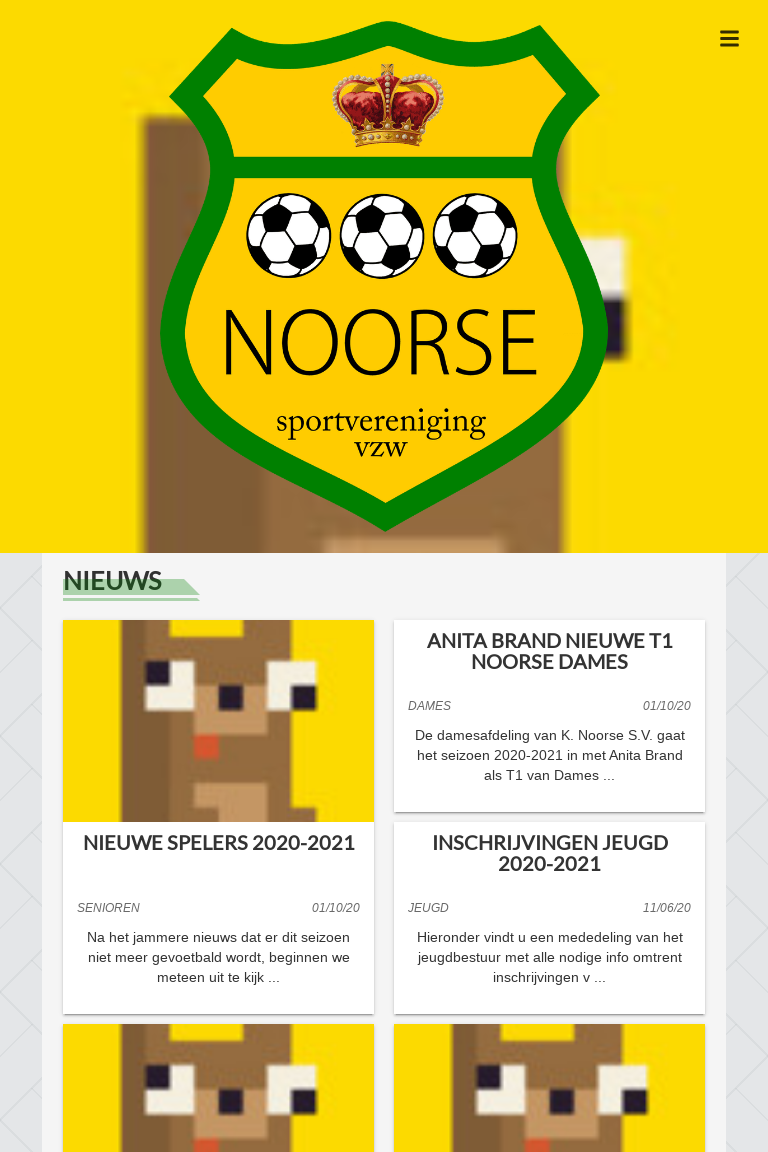 NOORSE
sportvereniging
vzw
NIEUWS
ANITA BRAND NIEUWE T1
NOORSE DAMES
DAMES 01/10/20
De damesafdeling van K. Noorse S.V. gaat
het seizoen 2020-2021 in met Anita Brand
als T1 van Dames ...
NIEUWE SPELERS 2020-2021
SENIOREN 01/10/20
Na het jammere nieuws dat er dit seizoen
niet meer gevoetbald wordt, beginnen we
meteen uit te kijk ...
INSCHRIJVINGEN JEUGD
2020-2021
JEUGD 11/06/20
Hieronder vindt u een mededeling van het
jeugdbestuur met alle nodige info omtrent
inschrijvingen v ...